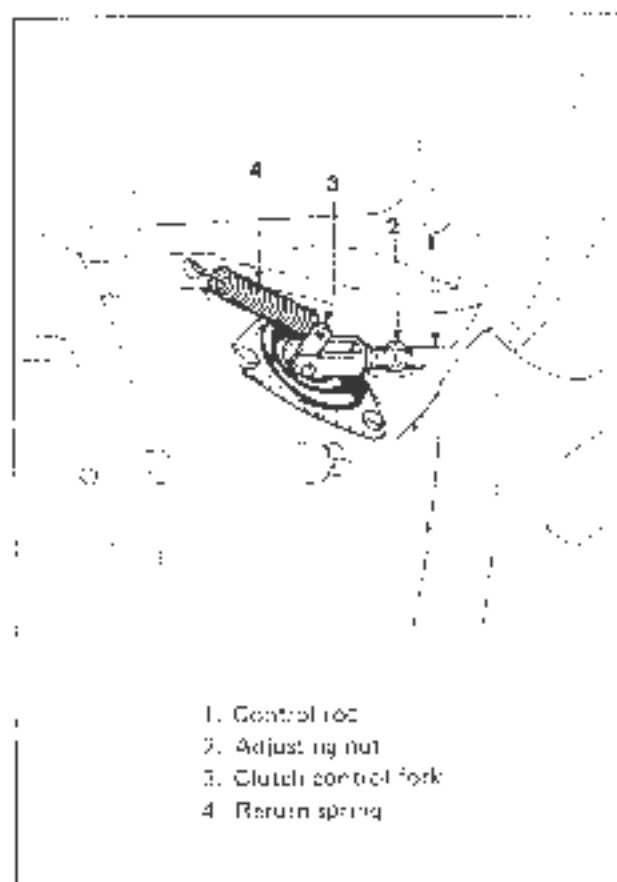 4
3
2
1
1. Control rod
2. Adjusting nut
3. Clutch control fork
4 Return spring